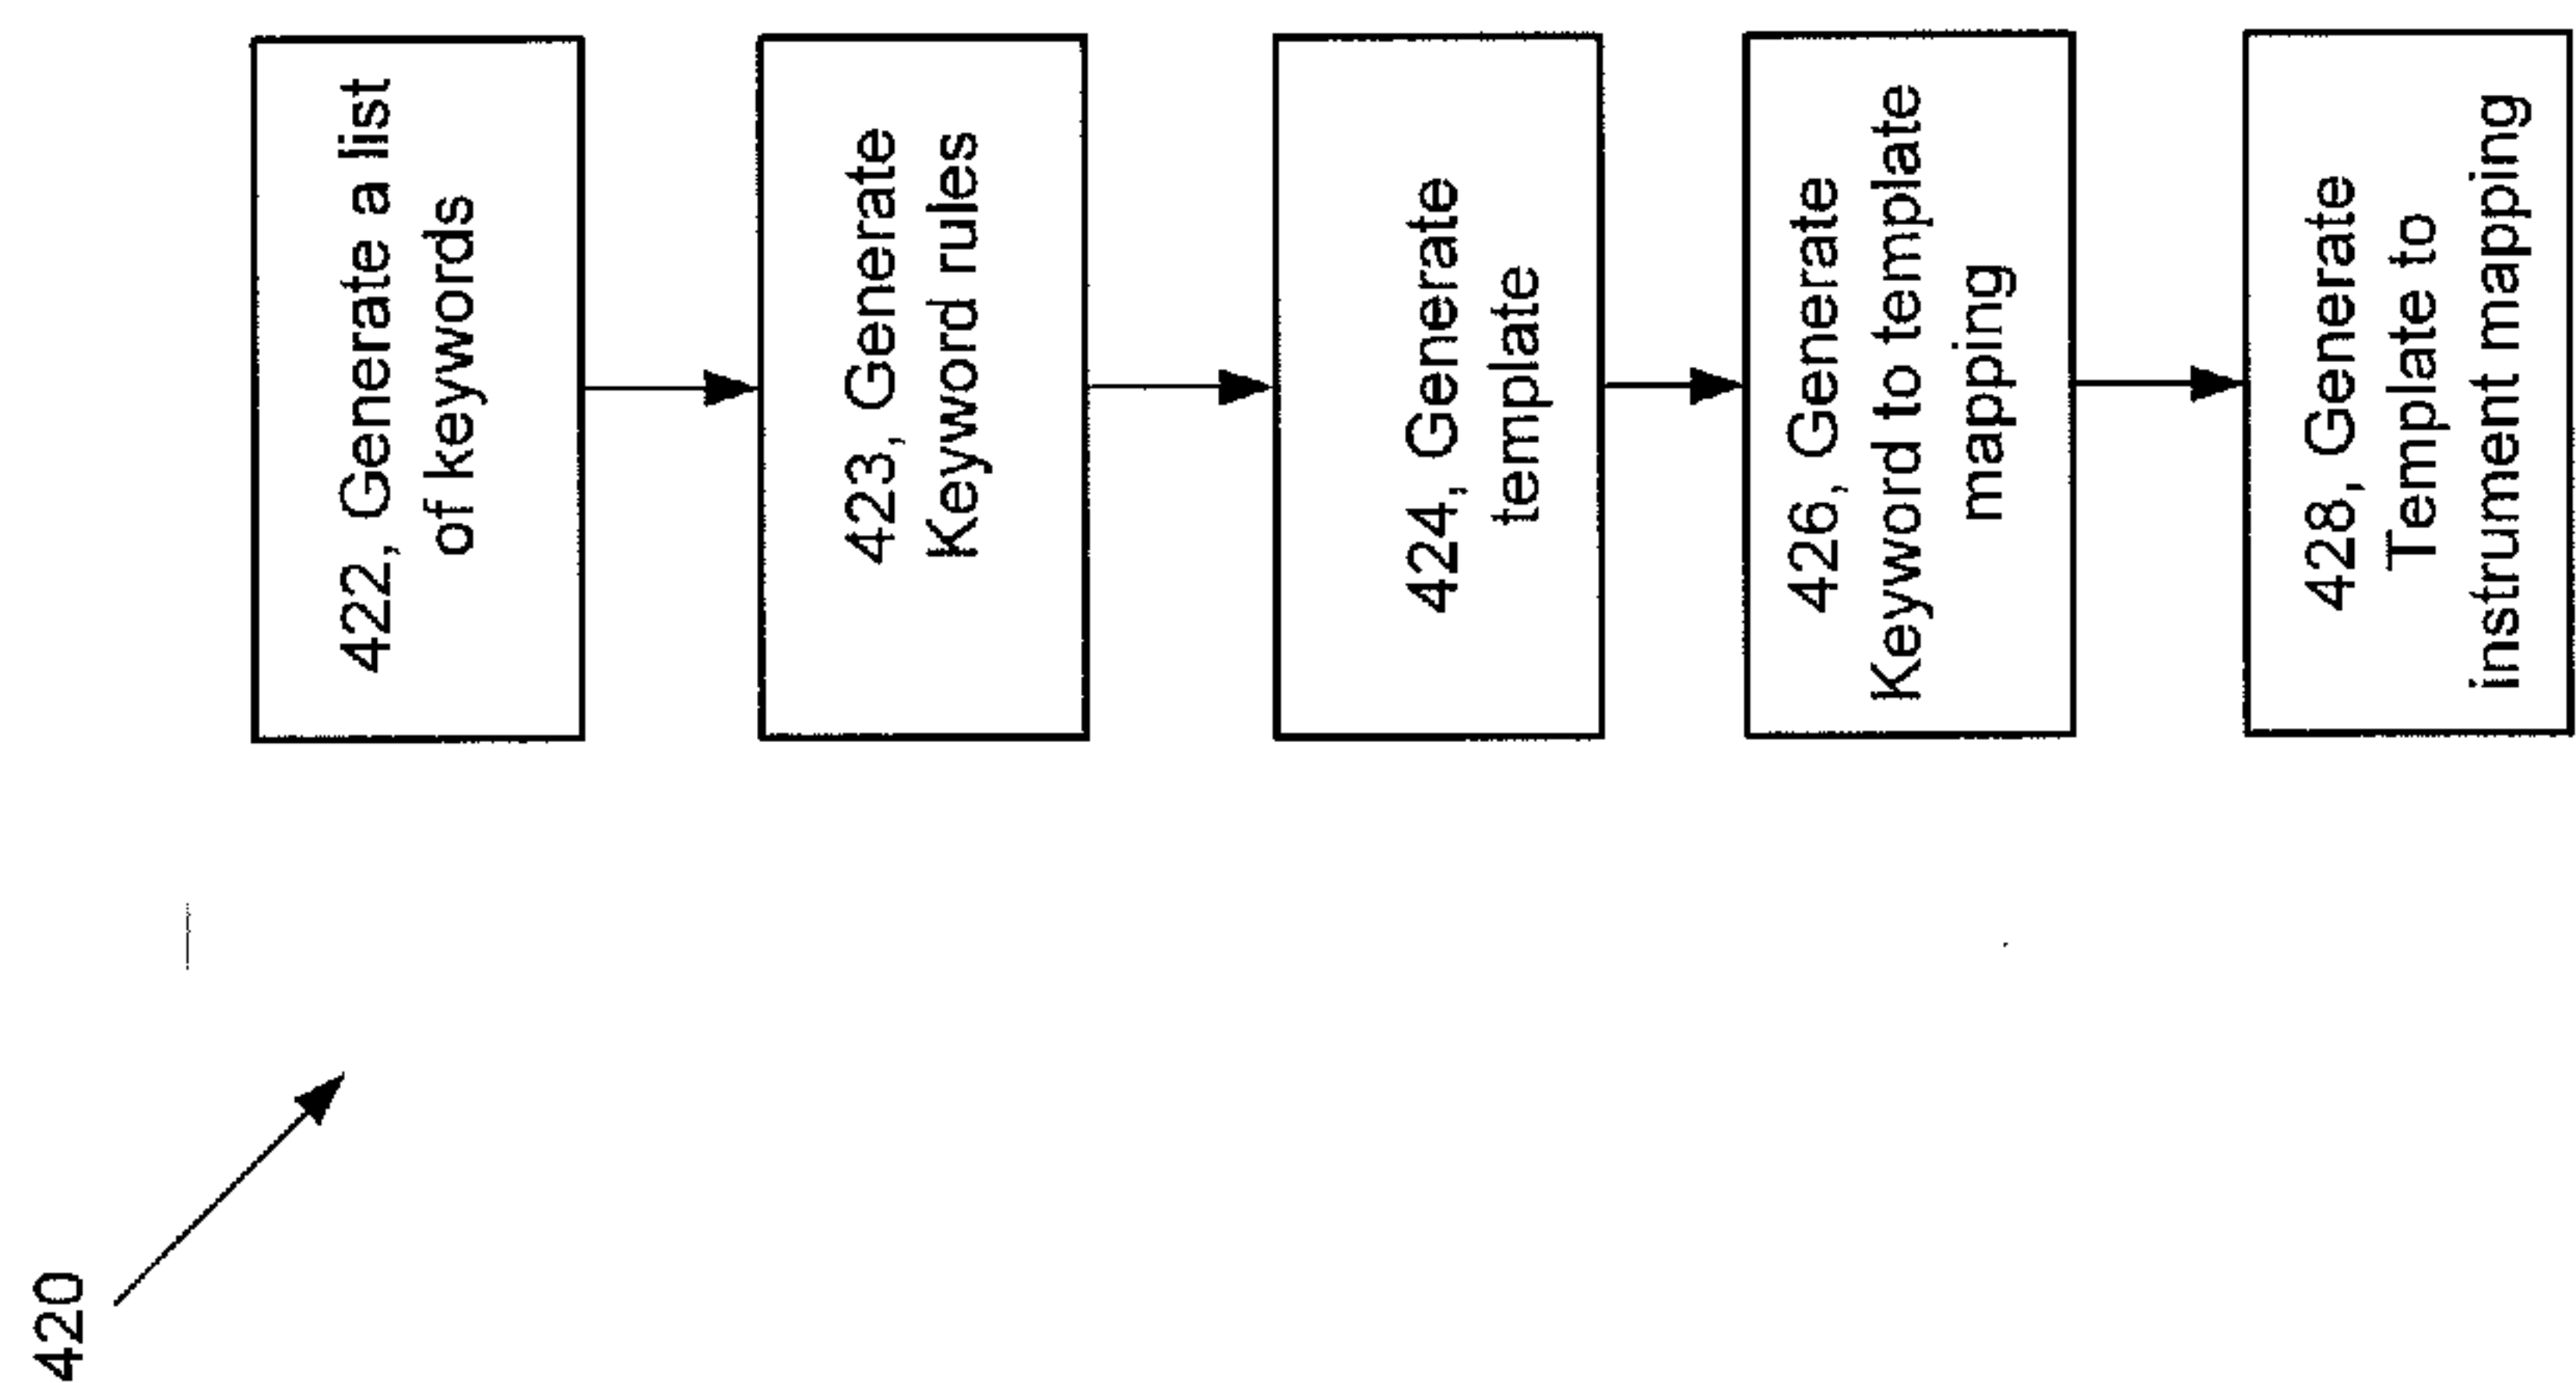 420
422, Generate a list
of keywords
423, Generate
Keyword rules
424, Generate
template
426, Generate
Keyword to template
mapping
428, Generate
Template to
instrument mapping